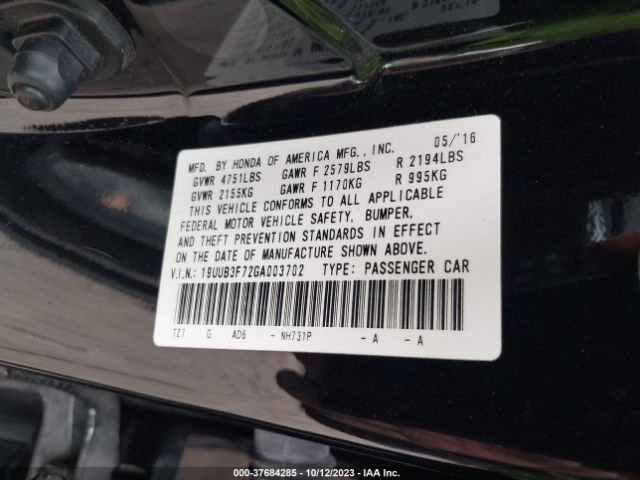 MFD. BY HONDA OF AMERICA MFG., INC. 05/'16
GVWR 4751LBS GAWR F 2579LBS R 2194LBS
GVWR 2155KG GAWR F 1170KG R 995KG
THIS VEHICLE CONFORMS TO ALL APPLICABLE
FEDERAL MOTOR VEHICLE SAFETY, BUMPER,
AND THEFT PREVENTION STANDARDS IN EFFECT
ON THE DATE OF MANUFACTURE SHOWN ABOVE.
V.I.N.: 19UUB3F72GA003702 TYPE: PASSENGER CAR
TZ7 G AD6 - NH731P - A - A
000-37684285 | 10/12/2023 | IAA Inc.